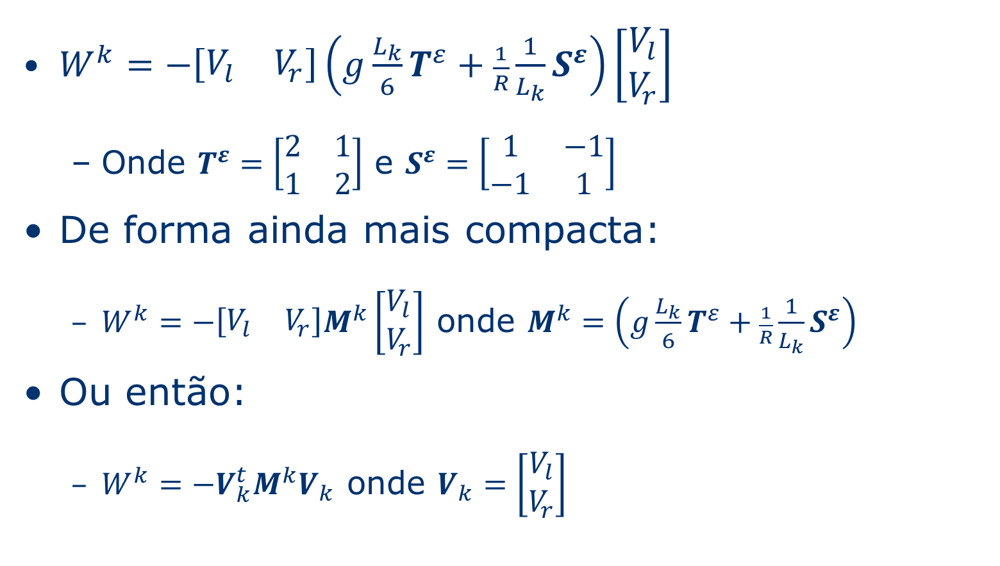 • $W^k = -[V_l \quad V_r]\left(g\frac{L_k}{6}\boldsymbol{T}^{\varepsilon} + \frac{1}{R}\frac{1}{L_k}\boldsymbol{S}^{\boldsymbol{\varepsilon}}\right)\begin{bmatrix}V_l\\V_r\end{bmatrix}$
– Onde $\boldsymbol{T}^{\boldsymbol{\varepsilon}} = \begin{bmatrix}2 & 1\\1 & 2\end{bmatrix}$ e $\boldsymbol{S}^{\boldsymbol{\varepsilon}} = \begin{bmatrix}1 & -1\\-1 & 1\end{bmatrix}$
• De forma ainda mais compacta:
– $W^k = -[V_l \quad V_r]\boldsymbol{M}^k\begin{bmatrix}V_l\\V_r\end{bmatrix}$ onde $\boldsymbol{M}^k = \left(g\frac{L_k}{6}\boldsymbol{T}^{\varepsilon} + \frac{1}{R}\frac{1}{L_k}\boldsymbol{S}^{\boldsymbol{\varepsilon}}\right)$
• Ou então:
– $W^k = -\boldsymbol{V}_k^t\boldsymbol{M}^k\boldsymbol{V}_k$ onde $\boldsymbol{V}_k = \begin{bmatrix}V_l\\V_r\end{bmatrix}$